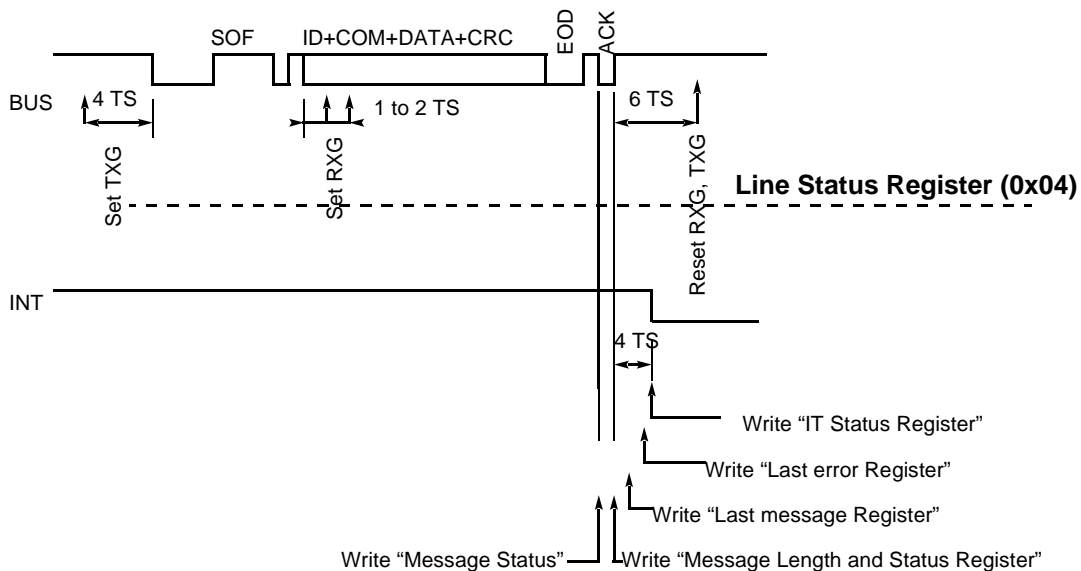 SOF
ID+COM+DATA+CRC
EOD
ACK
BUS
4 TS
1 to 2 TS
6 TS
Set TXG
Set RXG
Reset RXG, TXG
Line Status Register (0x04)
INT
4 TS
Write “IT Status Register”
Write “Last error Register”
Write “Last message Register”
Write “Message Status”
Write “Message Length and Status Register”